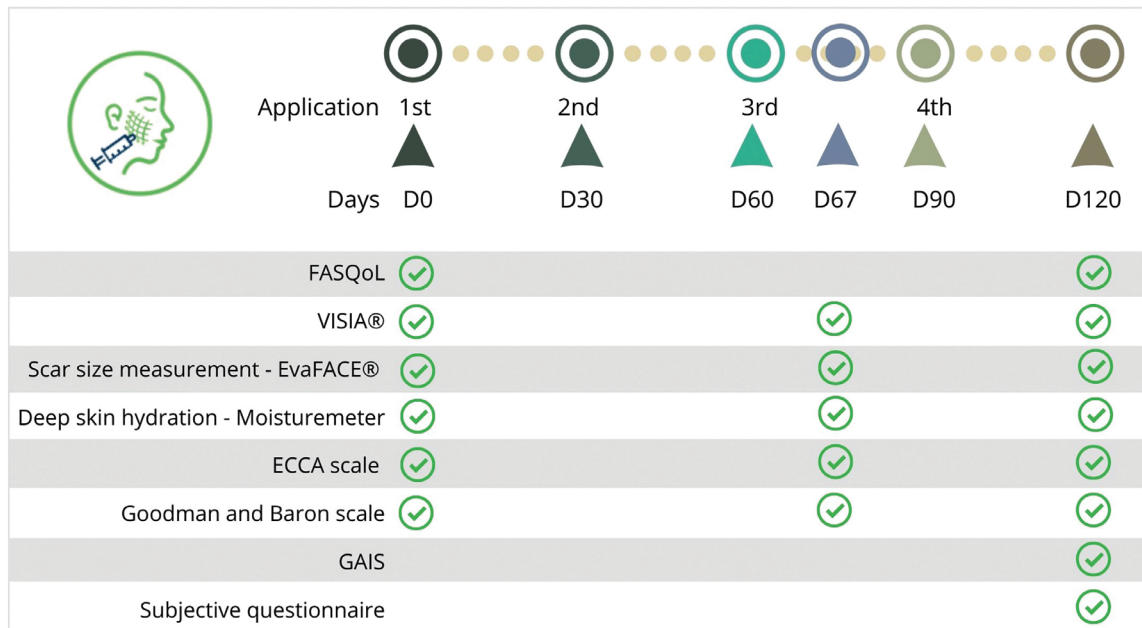 Application 1st 2nd 3rd 4th
Days D0 D30 D60 D67 D90 D120
FASQoL
VISIA®
Scar size measurement - EvaFACE®
Deep skin hydration - Moisturemeter
ECCA scale
Goodman and Baron scale
GAIS
Subjective questionnaire